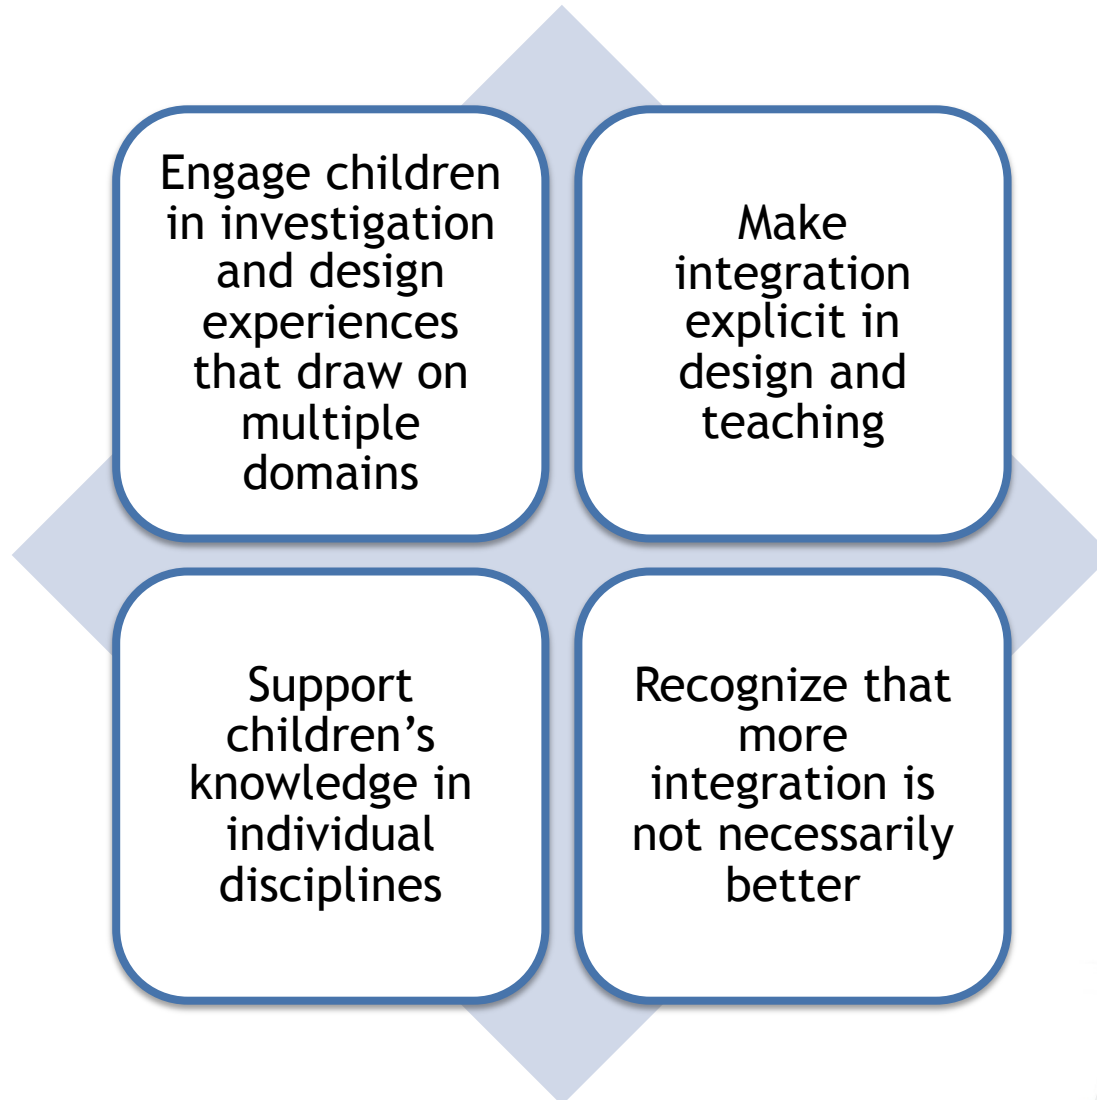 Engage children
in investigation
and design
experiences
that draw on
multiple
domains
Make
integration
explicit in
design and
teaching
Support
children’s
knowledge in
individual
disciplines
Recognize that
more
integration is
not necessarily
better